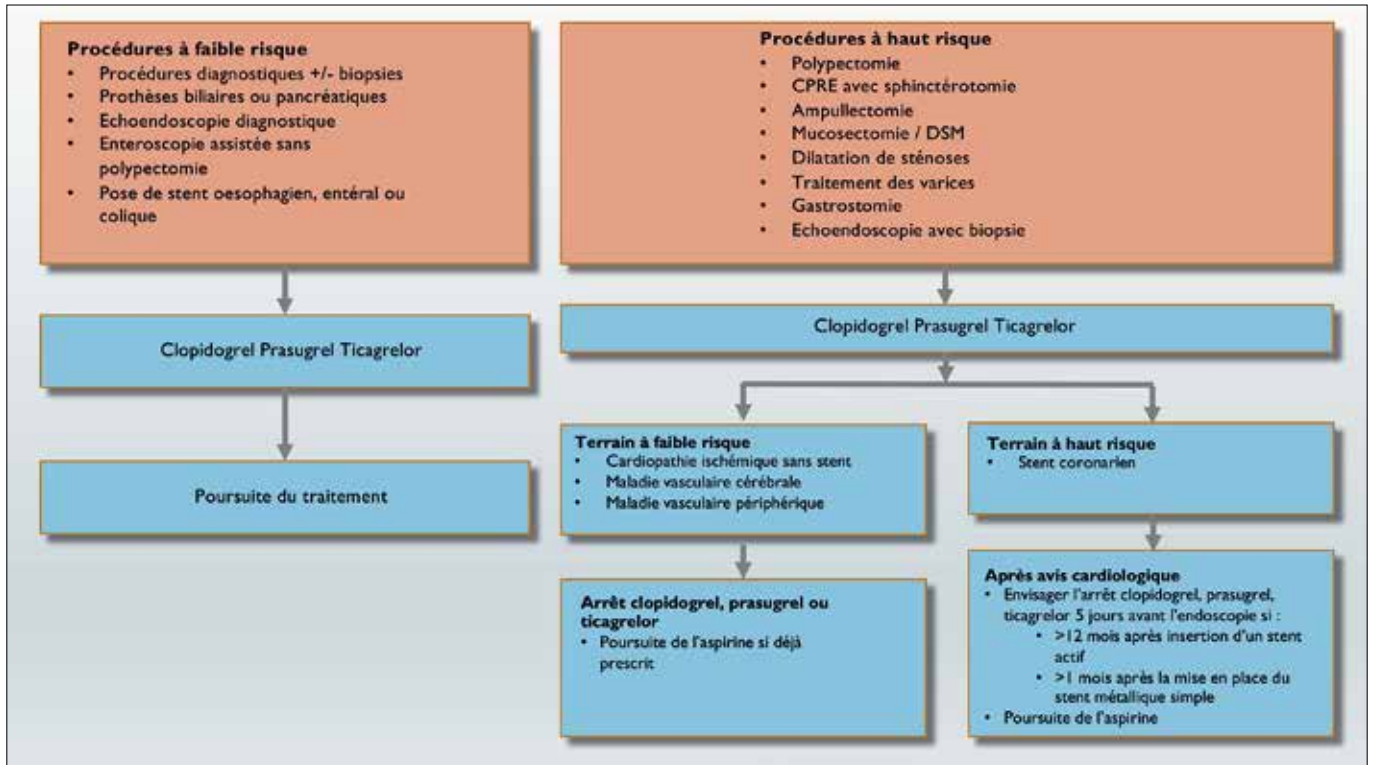 Procédures à faible risque
• Procédures diagnostiques +/- biopsies
• Prothèses biliaires ou pancréatiques
• Echoendoscopie diagnostique
• Enteroscopie assistée sans
polypectomie
• Pose de stent oesophagien, entéral ou
colique
Clopidogrel Prasugrel Ticagrelor
Poursuite du traitement
Procédures à haut risque
• Polypectomie
• CPRE avec sphinctérotomie
• Ampullectomie
• Mucosectomie / DSM
• Dilatation de sténoses
• Traitement des varices
• Gastrostomie
• Echoendoscopie avec biopsie
Clopidogrel Prasugrel Ticagrelor
Terrain à faible risque
• Cardiopathie ischémique sans stent
• Maladie vasculaire cérébrale
• Maladie vasculaire périphérique
Arrêt clopidogrel, prasugrel ou
ticagrelor
• Poursuite de l'aspirine si déjà
prescrit
Terrain à haut risque
• Stent coronarien
Après avis cardiologique
• Envisager l'arrêt clopidogrel, prasugrel,
ticagrelor 5 jours avant l'endoscopie si :
• >12 mois après insertion d'un stent
actif
• >1 mois après la mise en place du
stent métallique simple
• Poursuite de l'aspirine